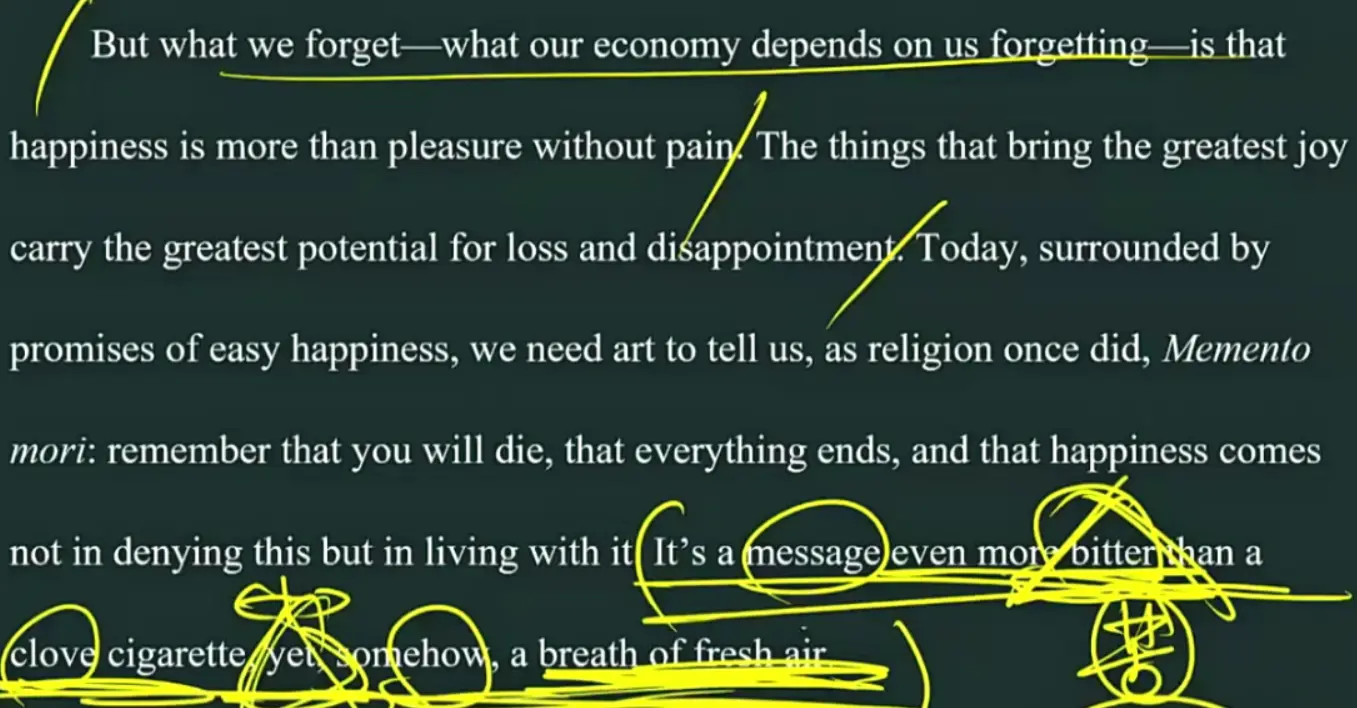 But what we forget—what our economy depends on us forgetting—is that
happiness is more than pleasure without pain. The things that bring the greatest joy
carry the greatest potential for loss and disappointment. Today, surrounded by
promises of easy happiness, we need art to tell us, as religion once did, Memento
mori: remember that you will die, that everything ends, and that happiness comes
not in denying this but in living with it. It’s a message even more bitter than a
clove cigarette, yet, somehow, a breath of fresh air.